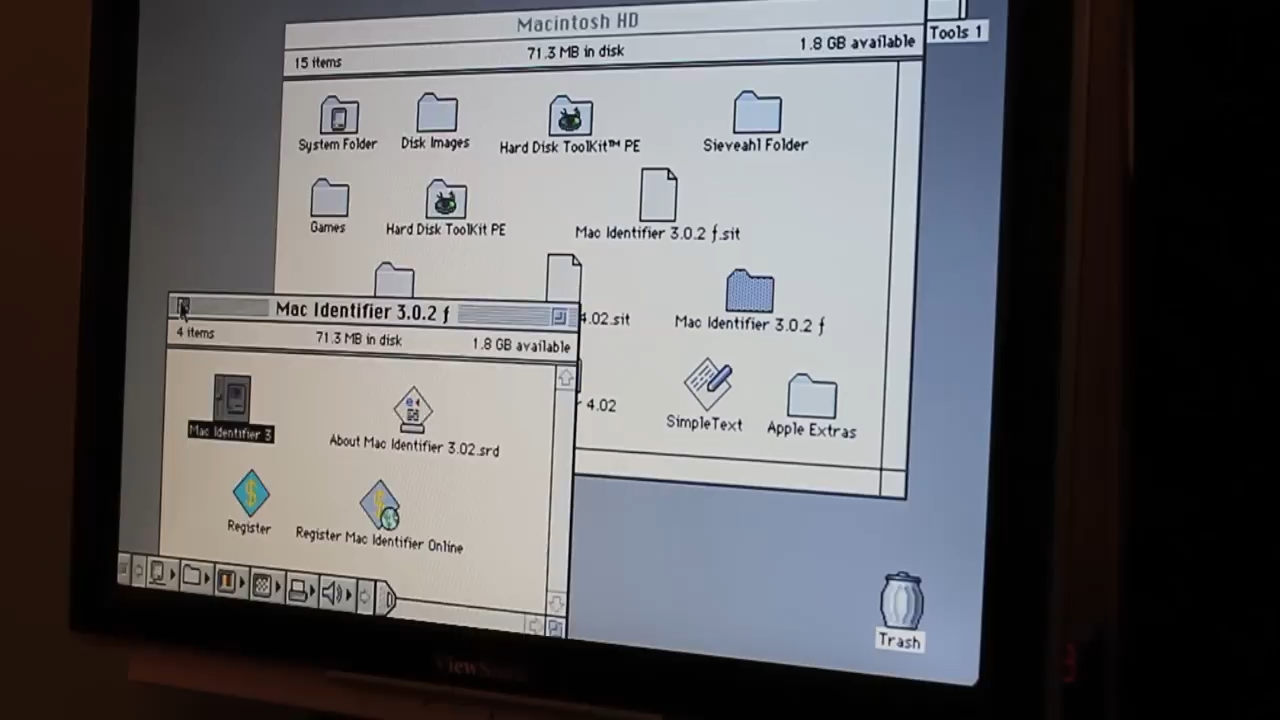 Macintosh HD
Tools 1
15 items
71.3 MB in disk
1.8 GB available
System Folder
Disk Images
Hard Disk ToolKit™ PE
Sieveahl Folder
Games
Hard Disk ToolKit PE
Mac Identifier 3.0.2 ƒ.sit
4.02.sit
Mac Identifier 3.0.2 ƒ
4.02
SimpleText
Apple Extras
Mac Identifier 3.0.2 ƒ
4 items
71.3 MB in disk
1.8 GB available
Mac Identifier 3
About Mac Identifier 3.02.srd
Register
Register Mac Identifier Online
Trash